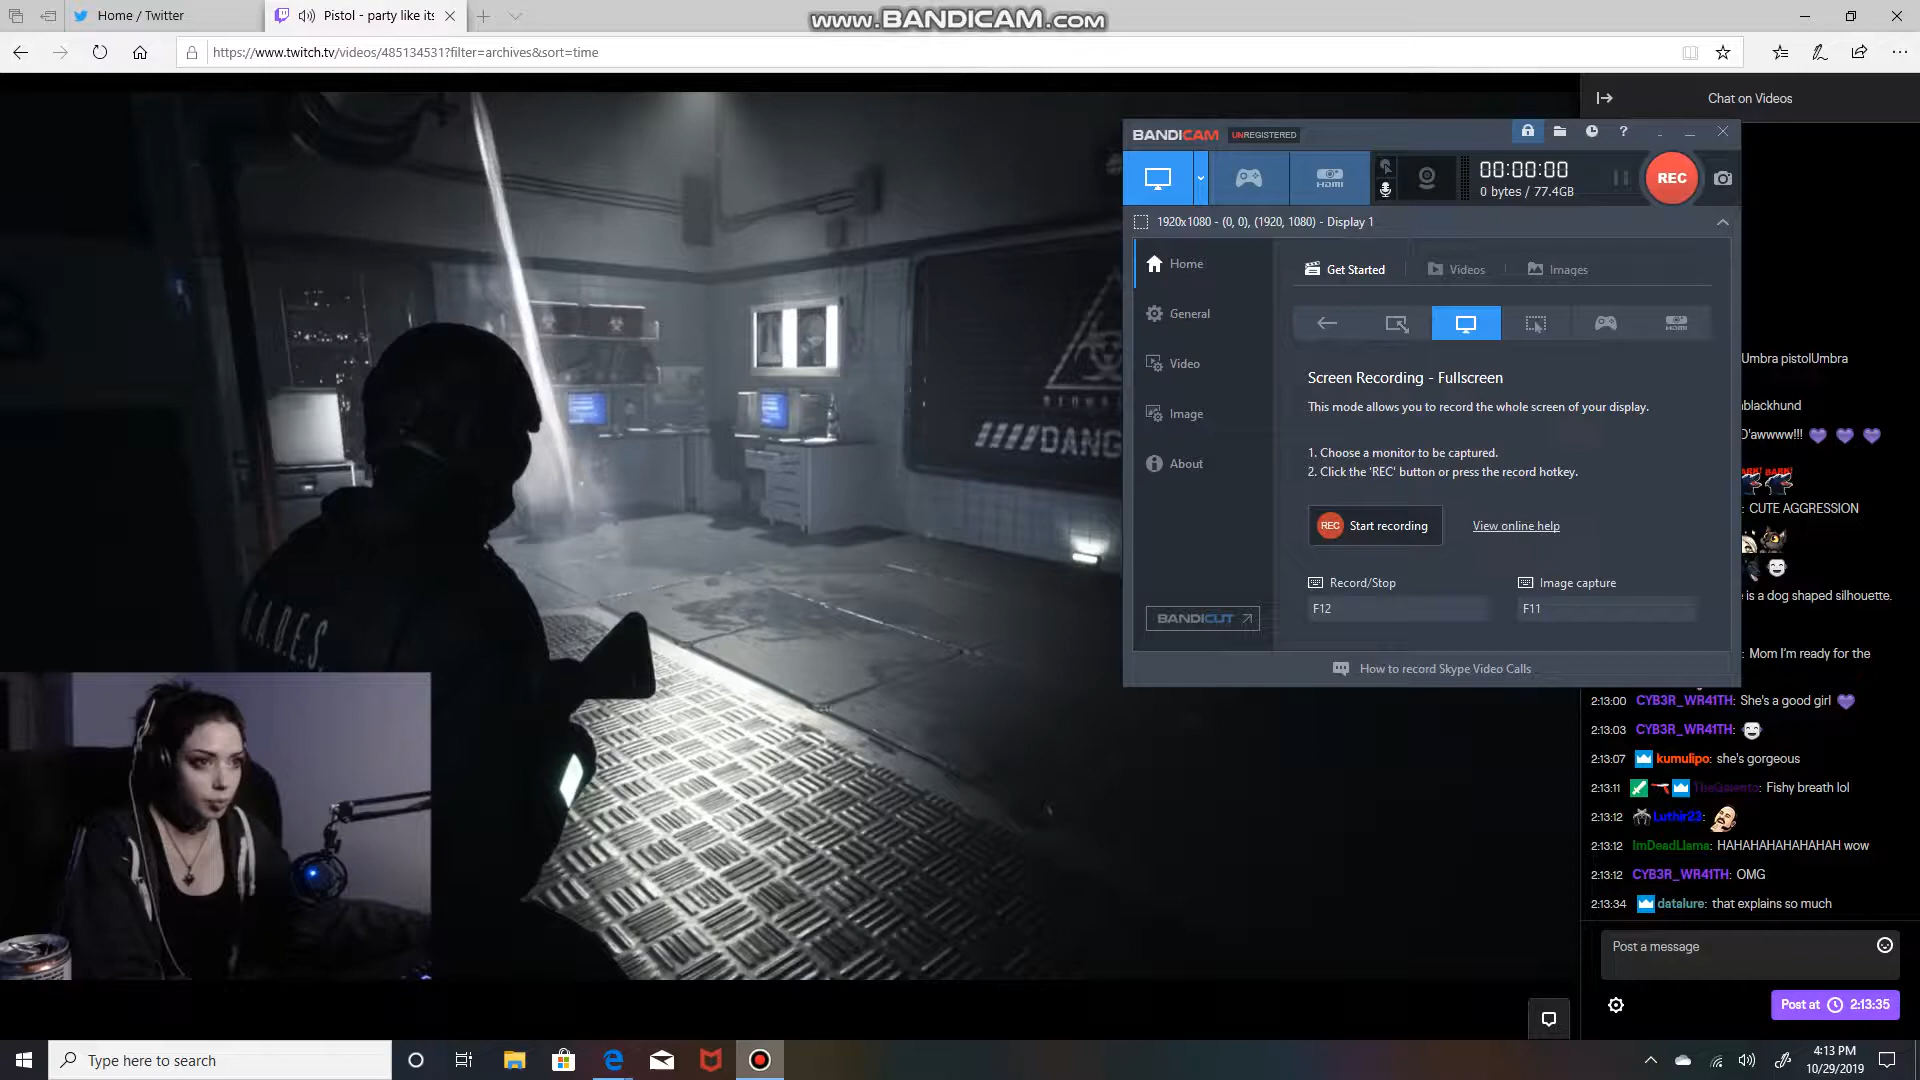 Home / Twitter
Pistol - party like its
www.BANDICAM.com
https://www.twitch.tv/videos/485134531?filter=archives&sort=time
Chat on Videos
BANDICAM
UNREGISTERED
HDMI
00:00:00
0 bytes / 77.4GB
REC
1920x1080 - (0, 0), (1920, 1080) - Display 1
Home
General
Video
Image
About
Get Started
Videos
Images
Screen Recording - Fullscreen
This mode allows you to record the whole screen of your display.
1. Choose a monitor to be captured.
2. Click the 'REC' button or press the record hotkey.
REC Start recording
View online help
Record/Stop
Image capture
F12
F11
BANDICUT
How to record Skype Video Calls
////DANG
Umbra pistolUmbra
blackhund
D'awwww!!!
: CUTE AGGRESSION
is a dog shaped silhouette.
: Mom I'm ready for the
2:13:00 CYB3R_WR41TH: She's a good girl
2:13:03 CYB3R_WR41TH:
2:13:07 kumulipo: she's gorgeous
2:13:11 TheGalento: Fishy breath lol
2:13:12 Luthir23:
2:13:12 ImDeadLlama: HAHAHAHAHAHAHAH wow
2:13:12 CYB3R_WR41TH: OMG
2:13:34 datalure: that explains so much
Post a message
Post at 2:13:35
Type here to search
4:13 PM
10/29/2019